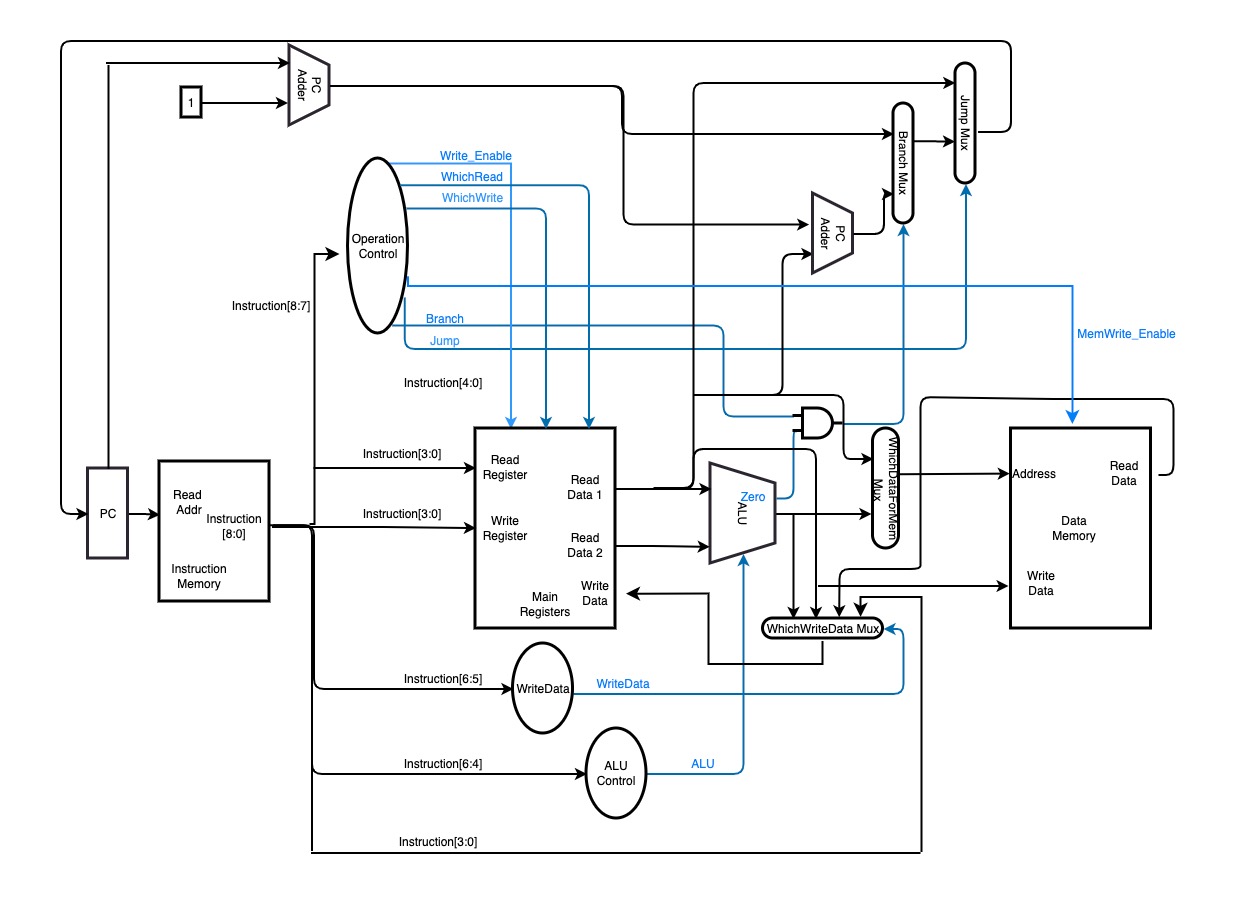 PC
Adder
1
Jump Mux
Branch Mux
Write_Enable
WhichRead
WhichWrite
Operation
Control
PC
Adder
Instruction[8:7]
Branch
Jump
MemWrite_Enable
Instruction[4:0]
Instruction[3:0]
Read
Register
Read
Data 1
WhichDataForMem
Mux
Address
Read
Data
Zero
ALU
PC
Read
Addr
Instruction
[8:0]
Instruction[3:0]
Write
Register
Read
Data 2
Data
Memory
Instruction
Memory
Write
Data
Main
Registers
Write
Data
WhichWriteData Mux
Instruction[6:5]
WriteData
WriteData
Instruction[6:4]
ALU
Control
ALU
Instruction[3:0]